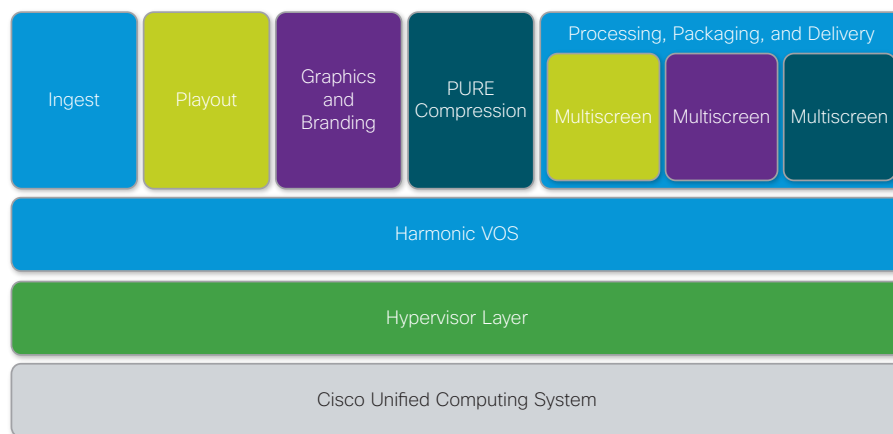 Ingest
Playout
Graphics
and
Branding
PURE
Compression
Processing, Packaging, and Delivery
Multiscreen
Multiscreen
Multiscreen
Harmonic VOS
Hypervisor Layer
Cisco Unified Computing System